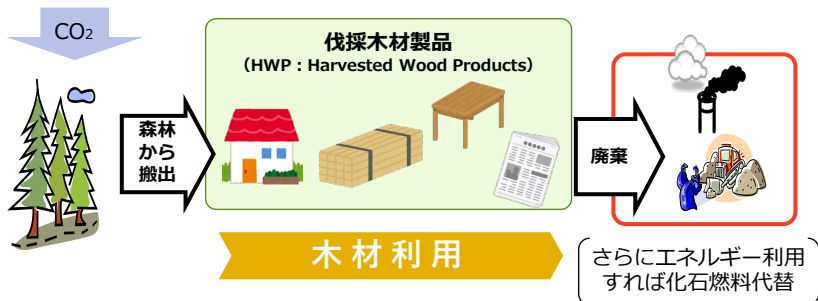 CO₂
伐採木材製品
（HWP：Harvested Wood Products）
森林
から
搬出
廃棄
木材利用
さらにエネルギー利用
すれば化石燃料代替